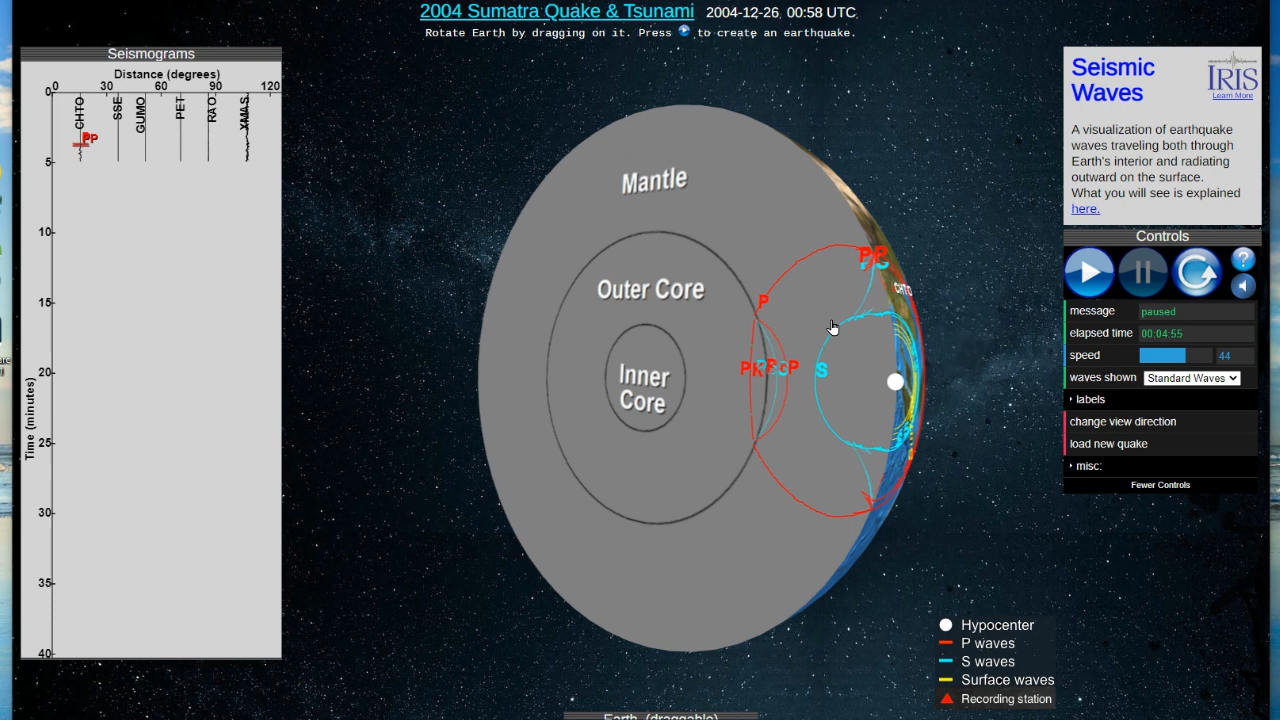 2004 Sumatra Quake & Tsunami 2004-12-26, 00:58 UTC
Rotate Earth by dragging on it. Press to create an earthquake.
Seismograms
Distance (degrees)
0 30 60 90 120
0
CHTO
SSE
GUMO
PET
XMAS
PP
5
10
15
20
25
30
35
40
Time (minutes)
Mantle
Outer Core
Inner
Core
P
S
CHTO
Hypocenter
P waves
S waves
Surface waves
Recording station
Earth (draggable)
Seismic
Waves
IRIS
Learn More
A visualization of earthquake
waves traveling both through
Earth's interior and radiating
outward on the surface.
What you will see is explained
here.
Controls
?
message paused
elapsed time 00:04:55
speed 44
waves shown Standard Waves
labels
change view direction
load new quake
misc:
Fewer Controls